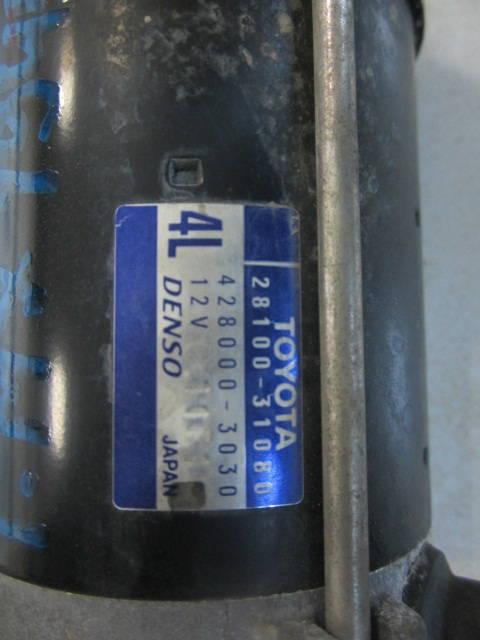 TOYOTA
28100-31080
428000-3030
12V
4L DENSO JAPAN